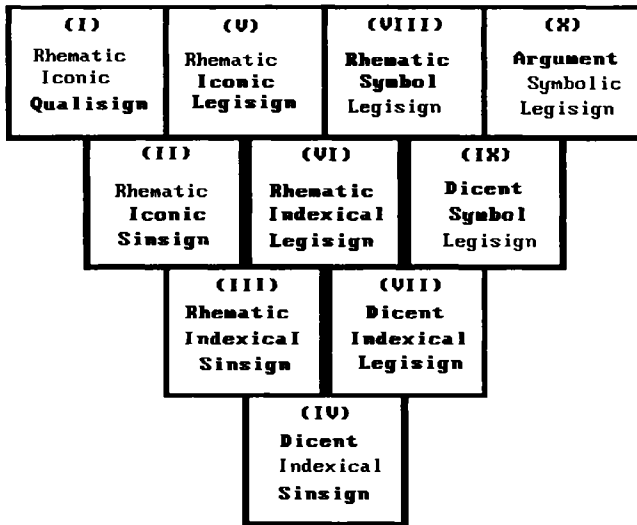 (I)
Rhematic
Iconic
Qualisign
(V)
Rhematic
Iconic
Legisign
(VIII)
Rhematic
Symbol
Legisign
(X)
Argument
Symbolic
Legisign
(II)
Rhematic
Iconic
Sinsign
(VI)
Rhematic
Indexical
Legisign
(IX)
Dicent
Symbol
Legisign
(III)
Rhematic
Indexical
Sinsign
(VII)
Dicent
Indexical
Legisign
(IV)
Dicent
Indexical
Sinsign